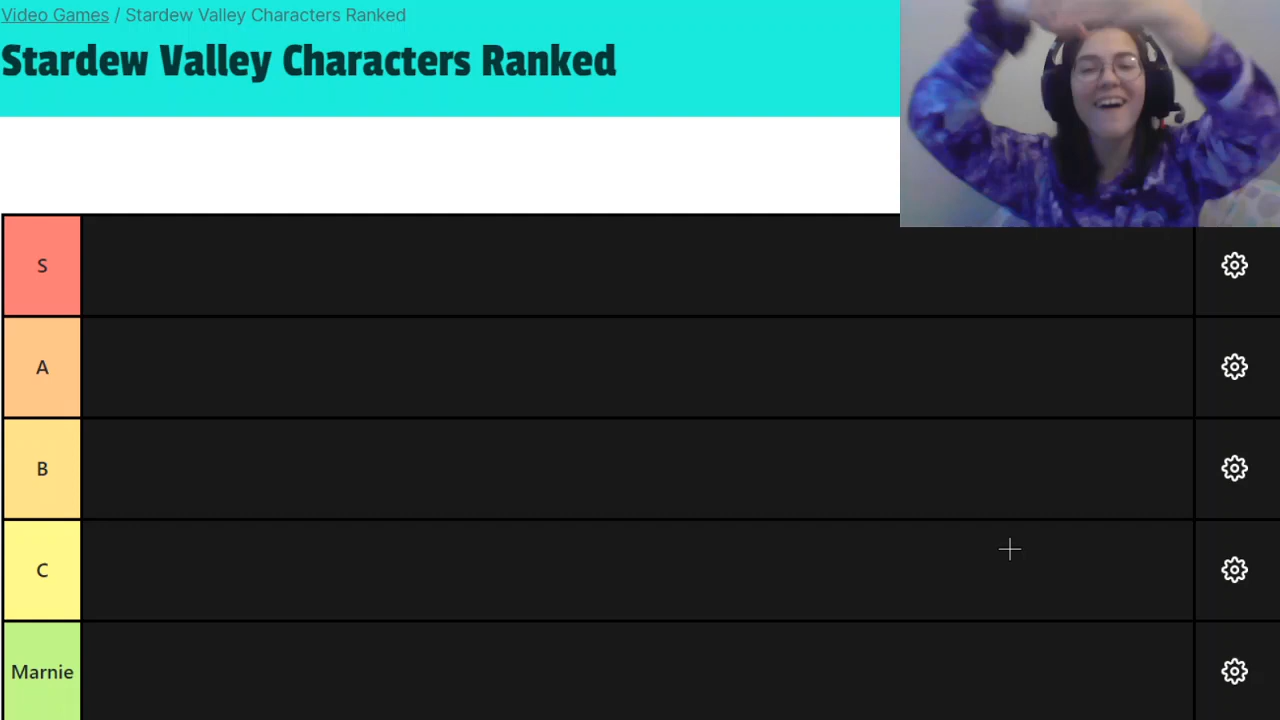 Video Games / Stardew Valley Characters Ranked
Stardew Valley Characters Ranked
S
A
B
C
Marnie